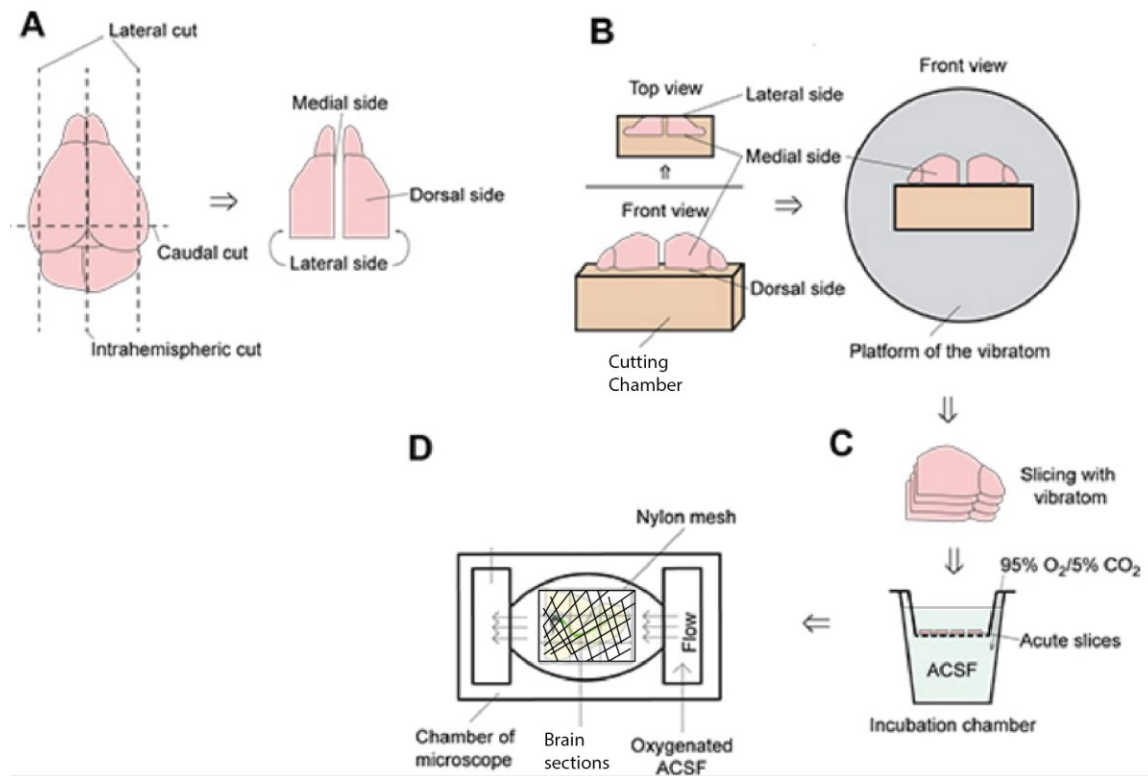 A
Lateral cut
Medial side
Dorsal side
Lateral side
Caudal cut
Intrahemispheric cut
B
Top view
Lateral side
Medial side
Front view
Dorsal side
Cutting
Chamber
Front view
Platform of the vibratom
C
Slicing with
vibratom
95% O₂/5% CO₂
Acute slices
ACSF
Incubation chamber
D
Nylon mesh
Flow
Chamber of
microscope
Brain
sections
Oxygenated
ACSF